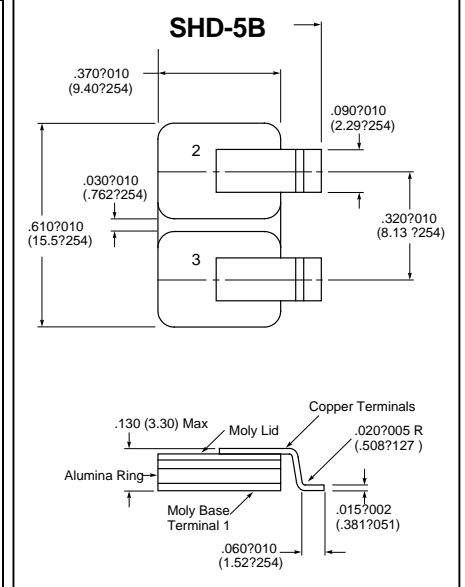 SHD-5B
.370?010
(9.40?254)
.090?010
(2.29?254)
2
.030?010
(.762?254)
.320?010
(8.13 ?254)
.610?010
(15.5?254)
3
Copper Terminals
.130 (3.30) Max
Moly Lid
.020?005 R
(.508?127 )
Alumina Ring
Moly Base
Terminal 1
.015?002
(.381?051)
.060?010
(1.52?254)